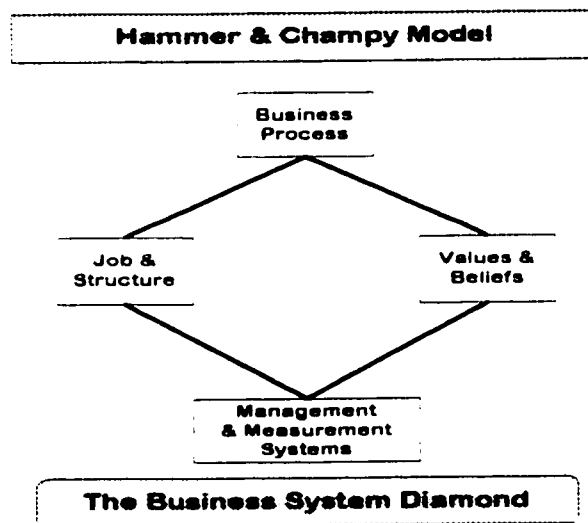 Hammer & Champy Model
Business
Process
Job &
Structure
Values &
Beliefs
Management
& Measurement
Systems
The Business System Diamond